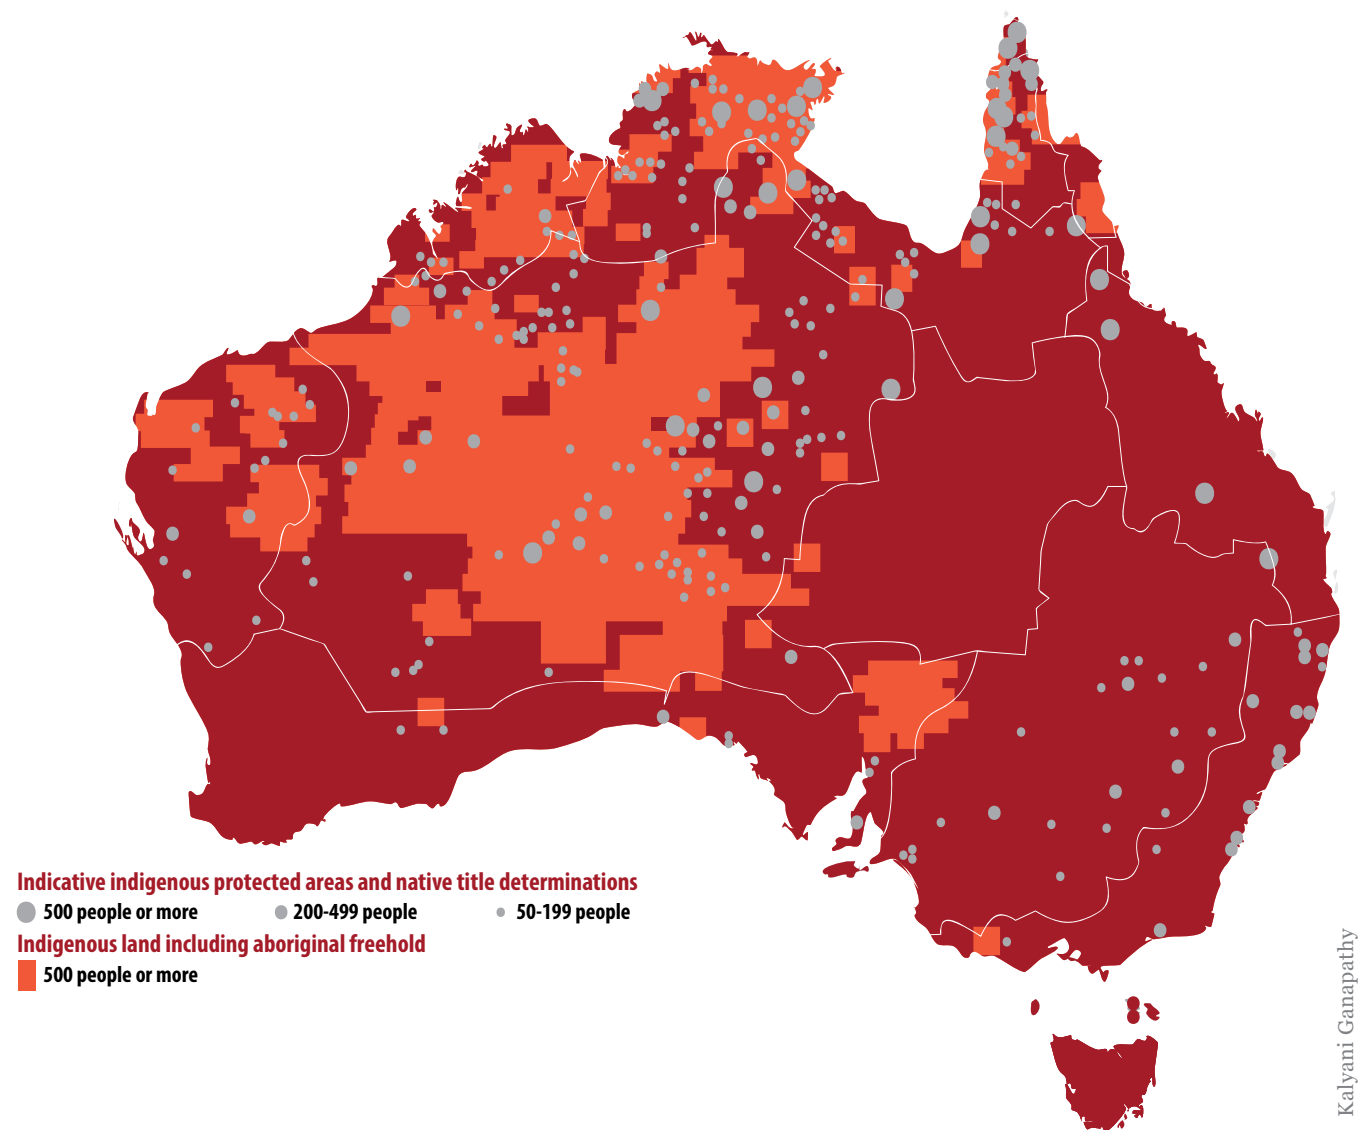 Indicative indigenous protected areas and native title determinations
500 people or more 200-499 people 50-199 people
Indigenous land including aboriginal freehold
500 people or more
Kalyani Ganapathy